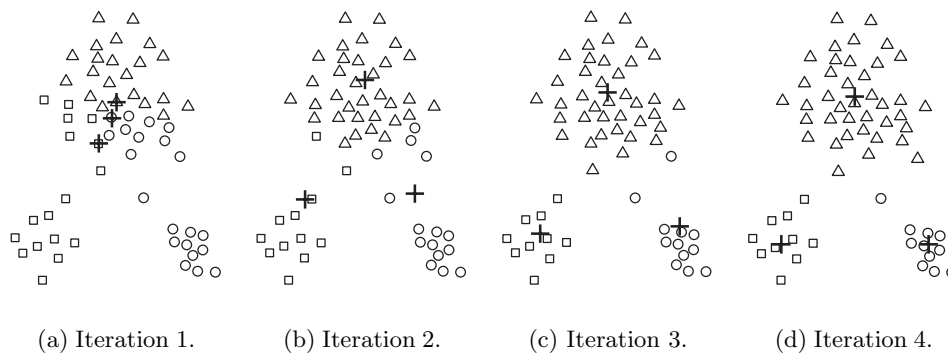 (a) Iteration 1.
(b) Iteration 2.
(c) Iteration 3.
(d) Iteration 4.